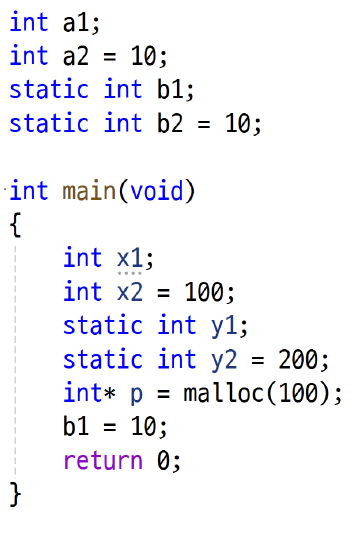 int a1;
int a2 = 10;
static int b1;
static int b2 = 10;
int main(void)
{
int x1;
int x2 = 100;
static int y1;
static int y2 = 200;
int* p = malloc(100);
b1 = 10;
return 0;
}